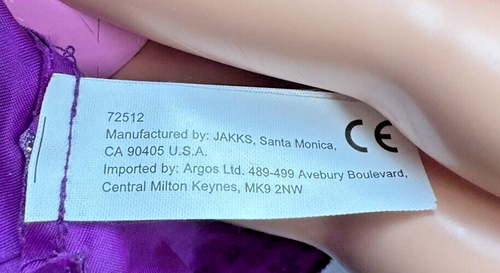 72512
Manufactured by: JAKKS, Santa Monica,
CA 90405 U.S.A.
Imported by: Argos Ltd. 489-499 Avebury Boulevard,
Central Milton Keynes, MK9 2NW
CE